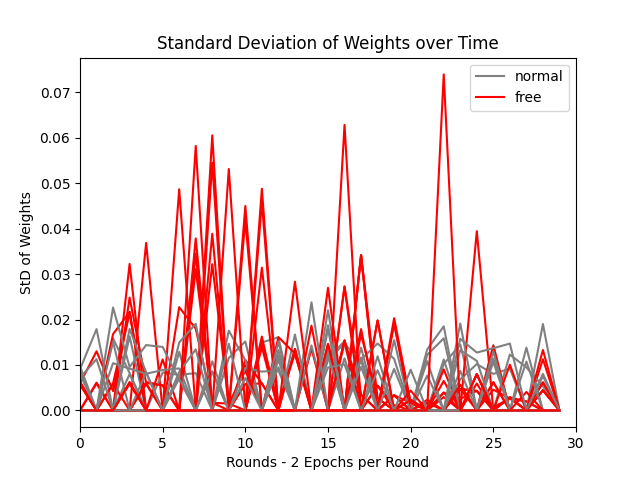 Standard Deviation of Weights over Time
normal
free
0.07
0.06
0.05
0.04
0.03
0.02
0.01
0.00
StD of Weights
0 5 10 15 20 25 30
Rounds - 2 Epochs per Round